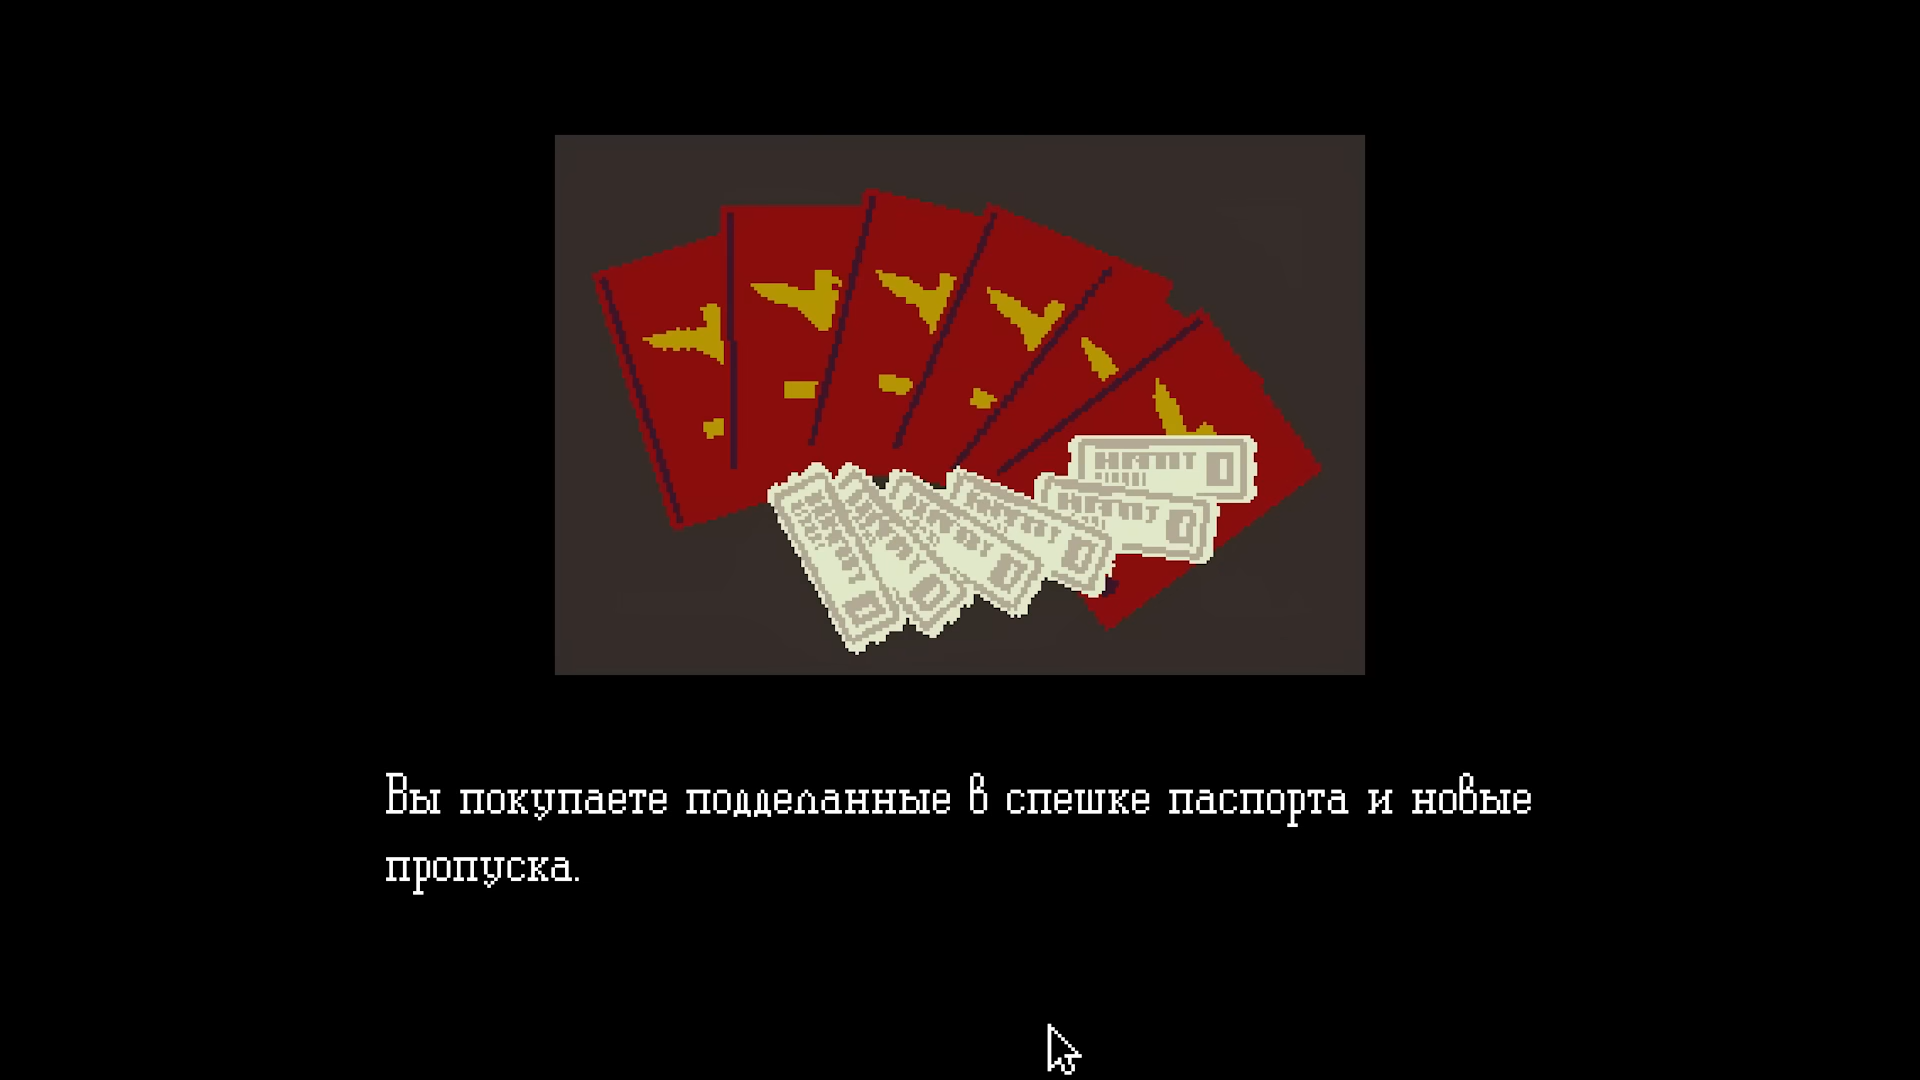 Вы покупаете подделанные в спешке паспорта и новые
пропуска.